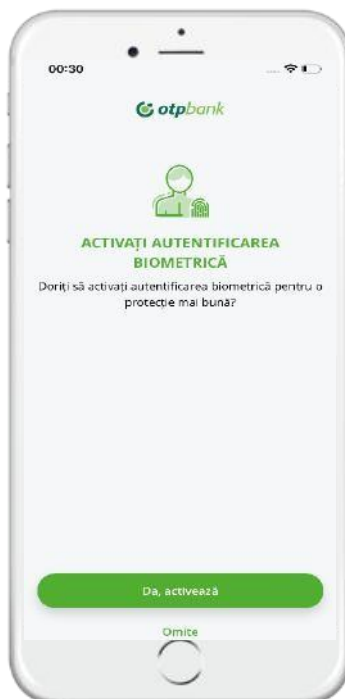 00:30
otpbank
ACTIVAȚI AUTENTIFICAREA
BIOMETRICĂ
Doriți să activați autentificarea biometrică pentru o
protecție mai bună?
Da, activează
Omite